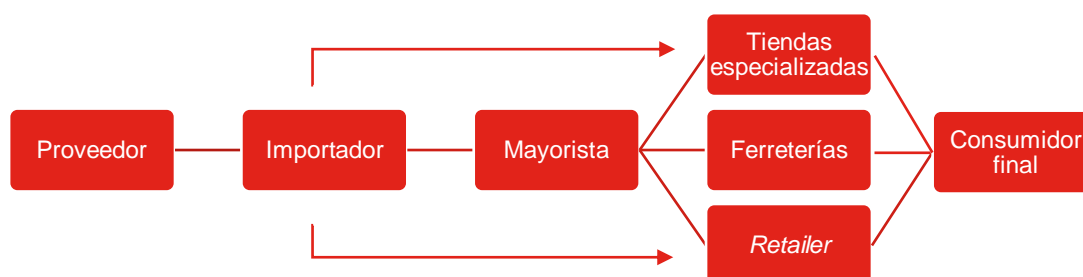 Proveedor
Importador
Mayorista
Tiendas
especializadas
Ferreterías
Retailer
Consumidor
final